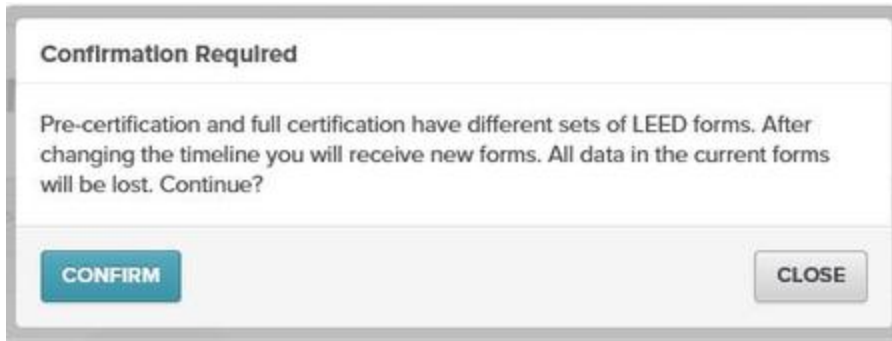 Confirmation Required
Pre-certification and full certification have different sets of LEED forms. After
changing the timeline you will receive new forms. All data in the current forms
will be lost. Continue?
CONFIRM
CLOSE